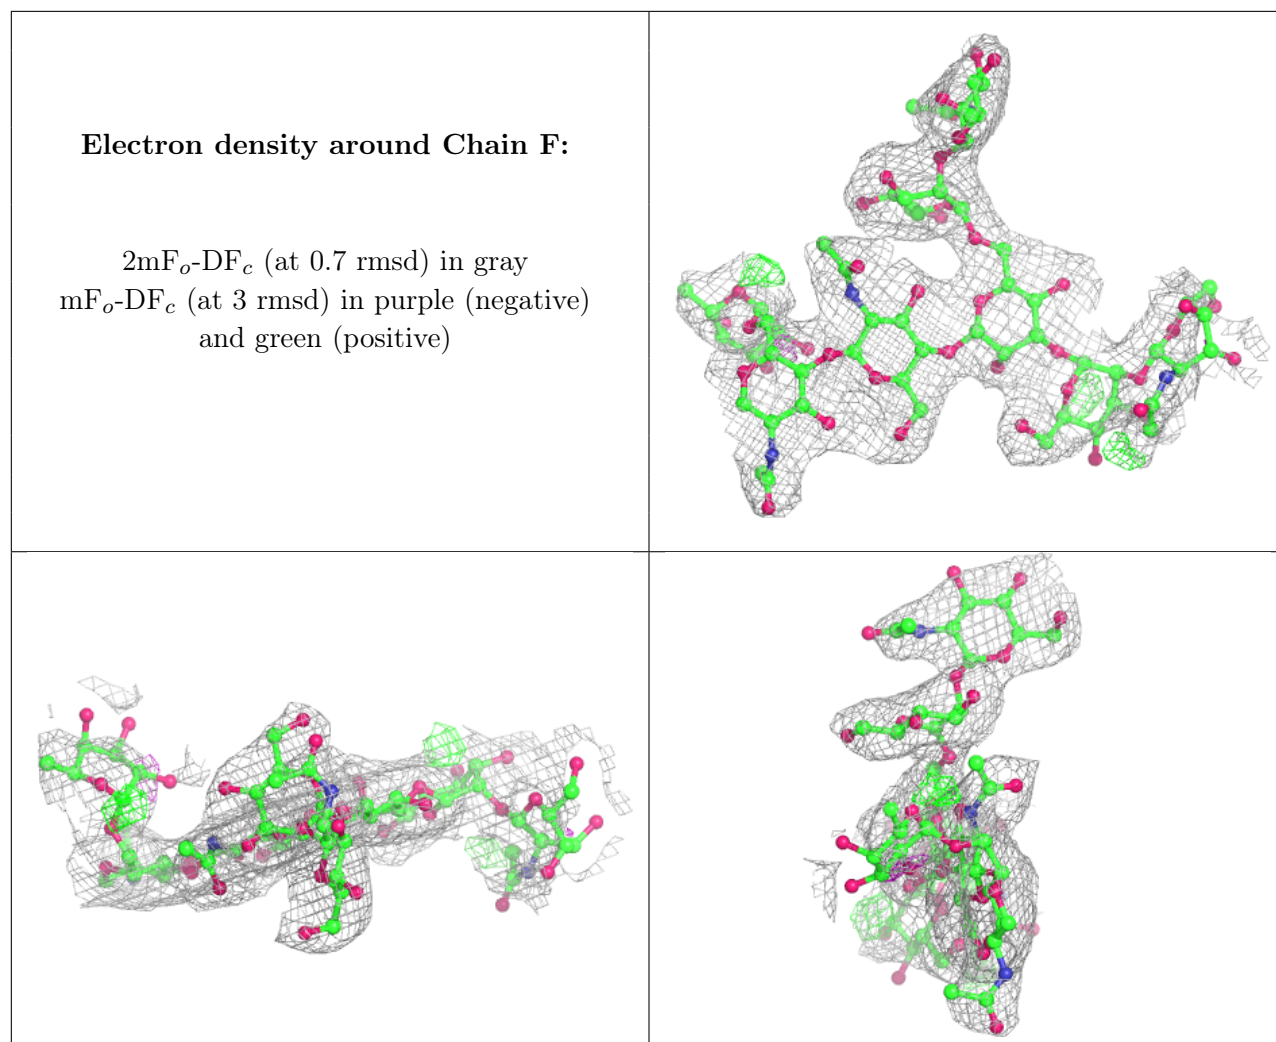 Electron density around Chain F:
2mFₒ-DF𝒸 (at 0.7 rmsd) in gray
mFₒ-DF𝒸 (at 3 rmsd) in purple (negative)
and green (positive)